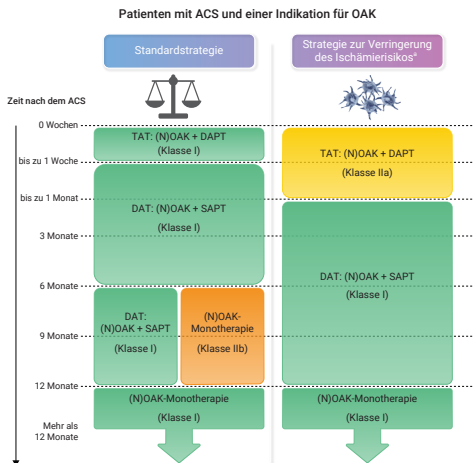 Patienten mit ACS und einer Indikation für OAK
Standardstrategie
Strategie zur Verringerung
des Ischämierisikosª
Zeit nach dem ACS
0 Wochen
TAT: (N)OAK + DAPT
(Klasse I)
bis zu 1 Woche
TAT: (N)OAK + DAPT
(Klasse IIa)
bis zu 1 Monat
DAT: (N)OAK + SAPT
(Klasse I)
3 Monate
DAT: (N)OAK + SAPT
(Klasse I)
6 Monate
DAT:
(N)OAK + SAPT
(Klasse I)
(N)OAK-
Monotherapie
(Klasse IIb)
9 Monate
12 Monate
(N)OAK-Monotherapie
(Klasse I)
(N)OAK-Monotherapie
(Klasse I)
Mehr als
12 Monate